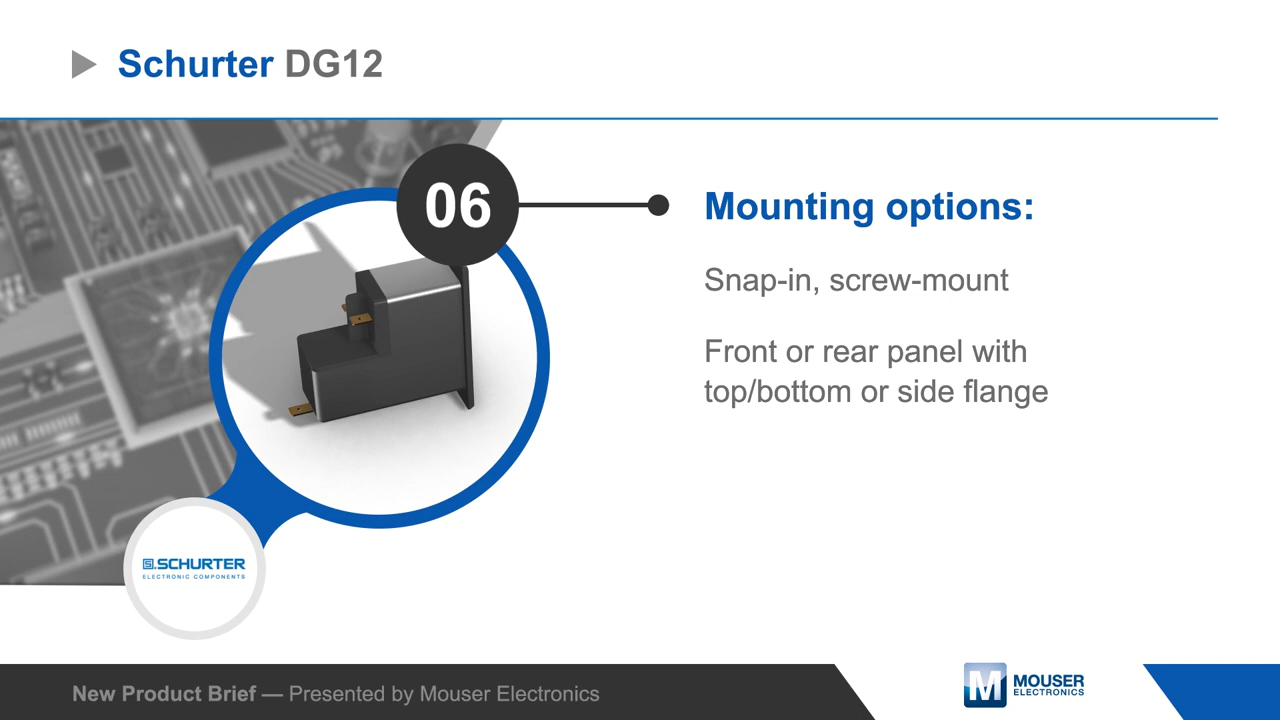 Schurter DG12
06
Mounting options:
Snap-in, screw-mount
Front or rear panel with
top/bottom or side flange
SCHURTER
ELECTRONIC COMPONENTS
New Product Brief — Presented by Mouser Electronics
M MOUSER
ELECTRONICS